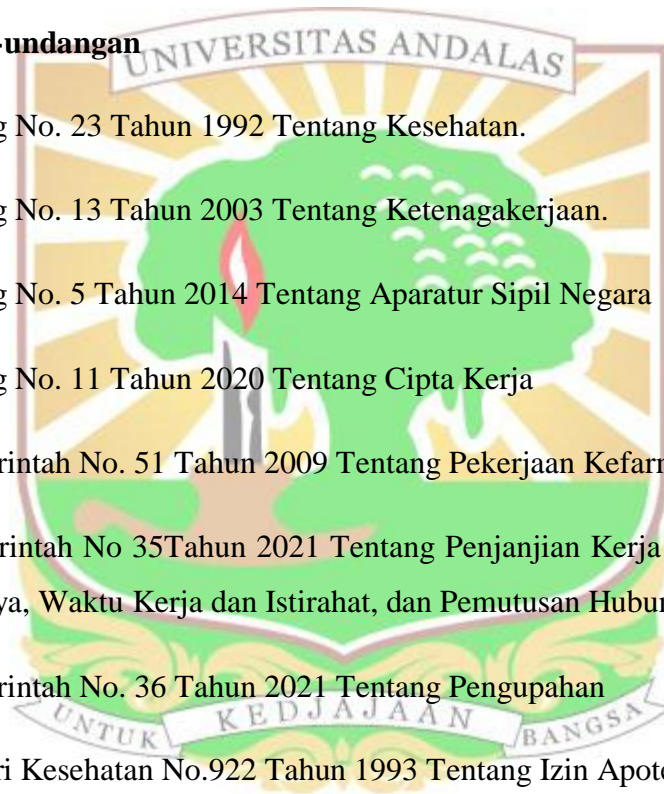 -undangan
UNIVERSITAS ANDALAS
g No. 23 Tahun 1992 Tentang Kesehatan.
g No. 13 Tahun 2003 Tentang Ketenagakerjaan.
g No. 5 Tahun 2014 Tentang Aparatur Sipil Negara
g No. 11 Tahun 2020 Tentang Cipta Kerja
rintah No. 51 Tahun 2009 Tentang Pekerjaan Kefarm
rintah No 35Tahun 2021 Tentang Penjanjian Kerja
ya, Waktu Kerja dan Istirahat, dan Pemutusan Hubun
rintah No. 36 Tahun 2021 Tentang Pengupahan
UNTUK KEDJAJAAN BANGSA
ri Kesehatan No.922 Tahun 1993 Tentang Izin Apote